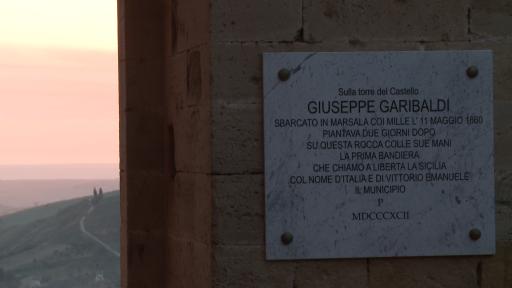 Sulla torre del Castello
GIUSEPPE GARIBALDI
SBARCATO IN MARSALA COI MILLE L' 11 MAGGIO 1860
PIANTAVA DUE GIORNI DOPO
SU QUESTA ROCCA COLLE SUE MANI
LA PRIMA BANDIERA
CHE CHIAMO A LIBERTA LA SICILIA
COL NOME D'ITALIA E DI VITTORIO EMANUELE
IL MUNICIPIO
P
MDCCCXCII